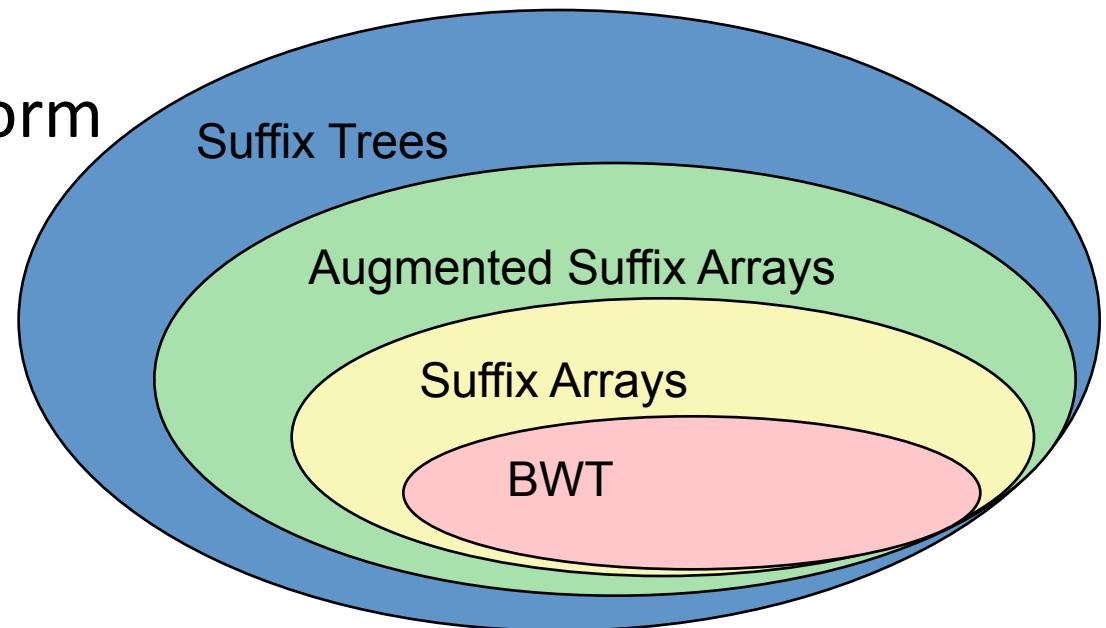 orm
Suffix Trees
Augmented Suffix Arrays
Suffix Arrays
BWT